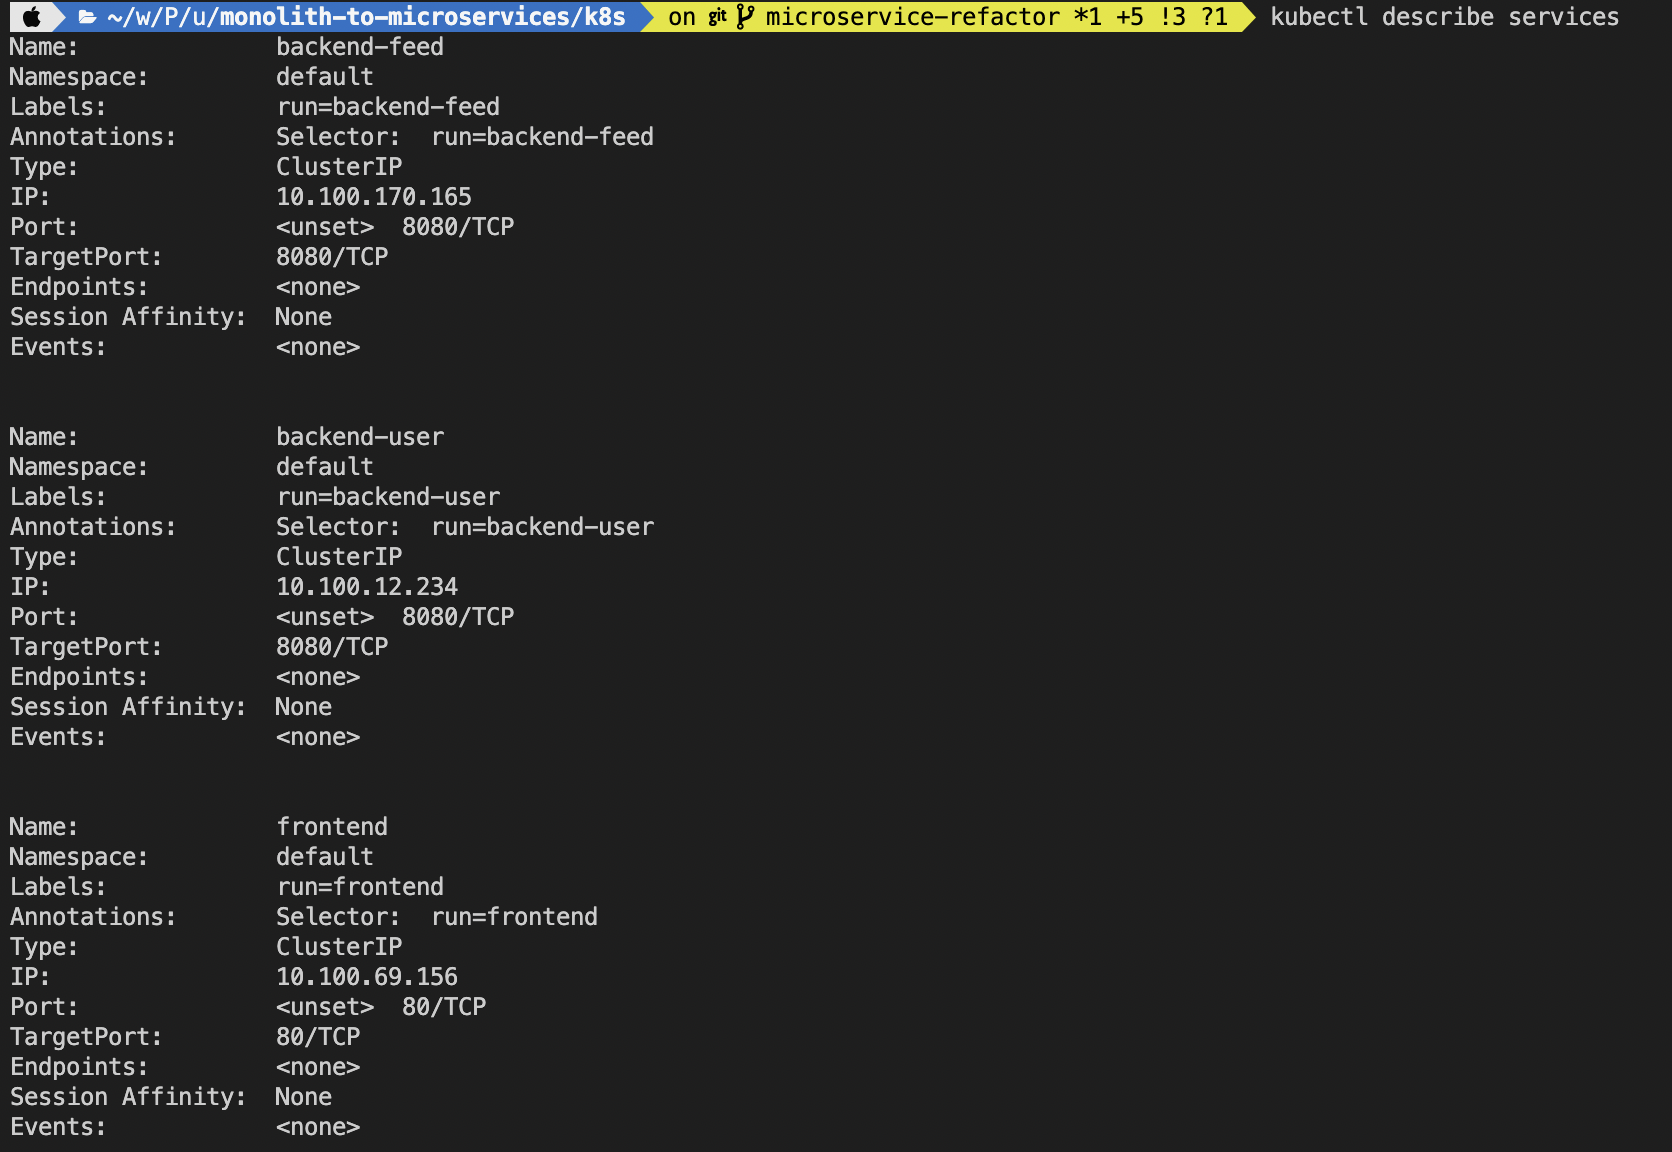 ~/w/P/u/monolith-to-microservices/k8s on git microservice-refactor *1 +5 !3 ?1 kubectl describe services
Name: backend-feed
Namespace: default
Labels: run=backend-feed
Annotations: Selector: run=backend-feed
Type: ClusterIP
IP: 10.100.170.165
Port: <unset> 8080/TCP
TargetPort: 8080/TCP
Endpoints: <none>
Session Affinity: None
Events: <none>
Name: backend-user
Namespace: default
Labels: run=backend-user
Annotations: Selector: run=backend-user
Type: ClusterIP
IP: 10.100.12.234
Port: <unset> 8080/TCP
TargetPort: 8080/TCP
Endpoints: <none>
Session Affinity: None
Events: <none>
Name: frontend
Namespace: default
Labels: run=frontend
Annotations: Selector: run=frontend
Type: ClusterIP
IP: 10.100.69.156
Port: <unset> 80/TCP
TargetPort: 80/TCP
Endpoints: <none>
Session Affinity: None
Events: <none>